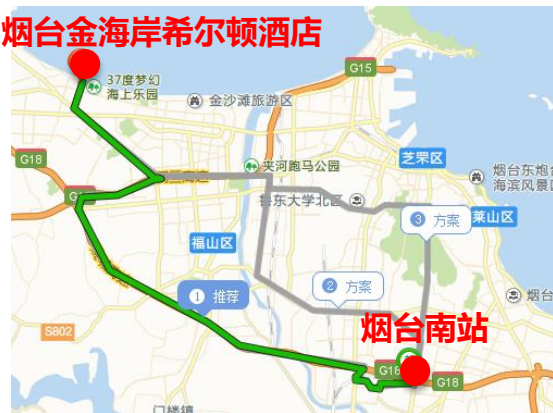 烟台金海岸希尔顿酒店
37度梦幻
海上乐园
G15
金沙滩旅游区
G18
夹河跑马公园
芝罘区
烟台东炮台
海滨风景区
鲁东大学北区
3 方案
莱山区
福山区
1 推荐
2 方案
烟台南站
S802
G18
G18
门楼镇